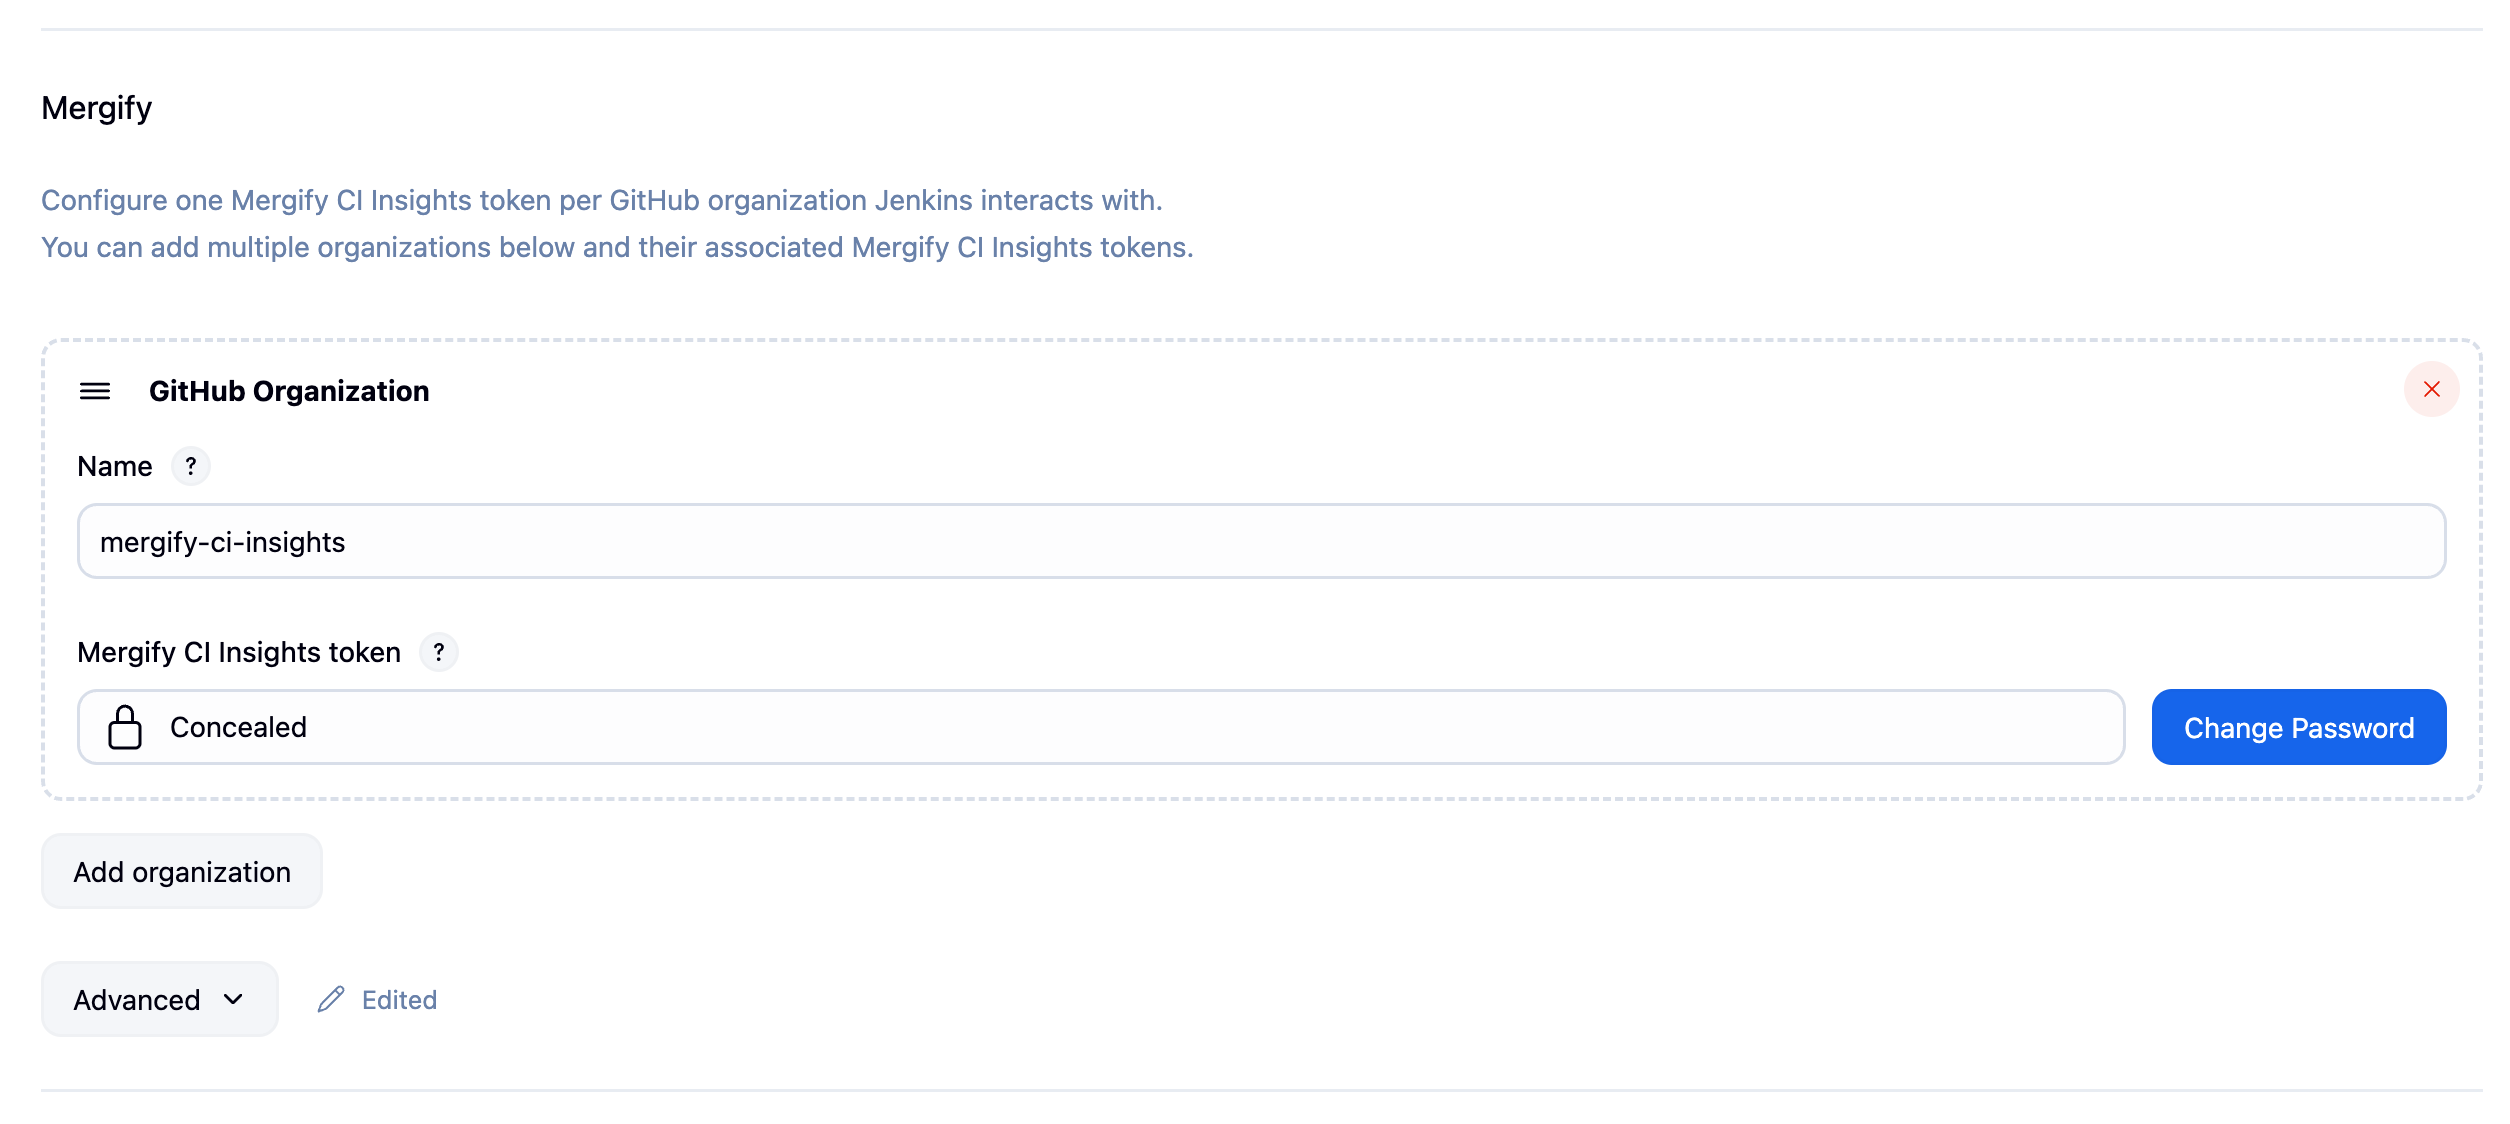 Mergify
Configure one Mergify CI Insights token per GitHub organization Jenkins interacts with.
You can add multiple organizations below and their associated Mergify CI Insights tokens.
GitHub Organization
Name ?
mergify-ci-insights
Mergify CI Insights token ?
Concealed
Change Password
Add organization
Advanced
Edited